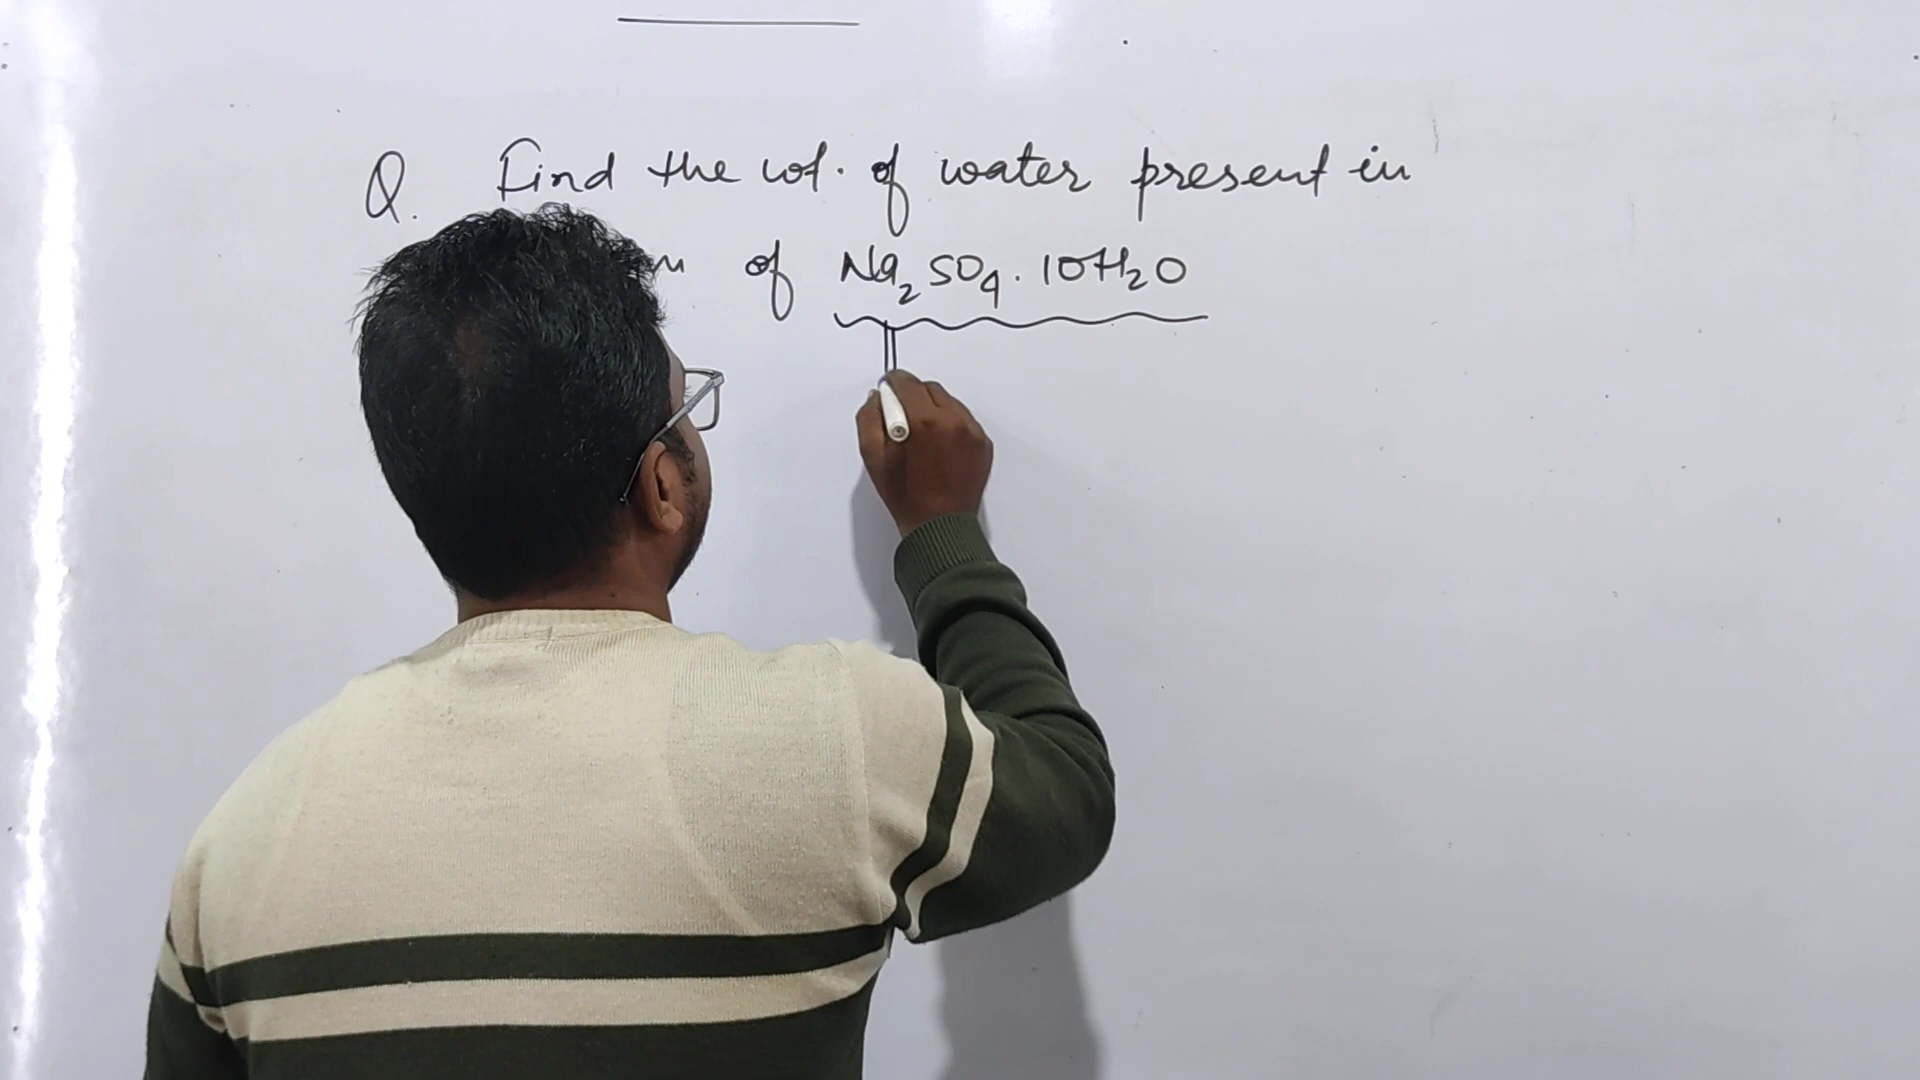 Q. Find the wt. of water present in
of Na₂SO₄.10H₂O